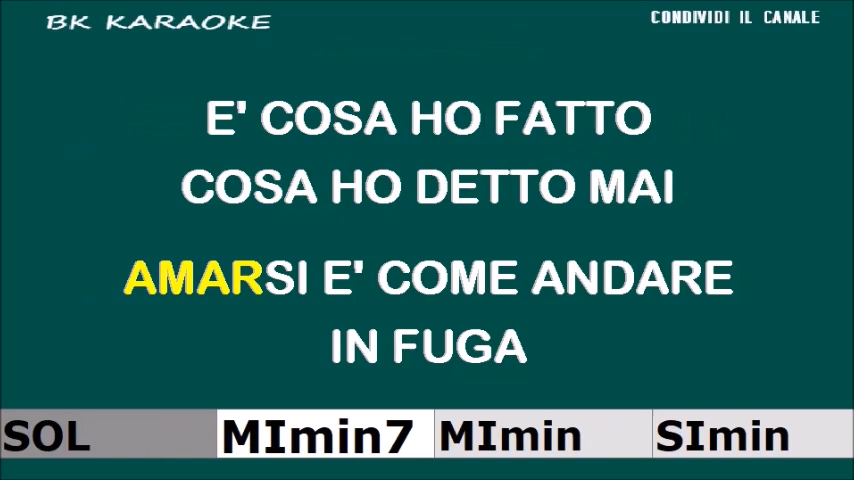 BK KARAOKE
CONDIVIDI IL CANALE
E' COSA HO FATTO
COSA HO DETTO MAI
AMARSI E' COME ANDARE
IN FUGA
SOL MImin7 MImin SImin